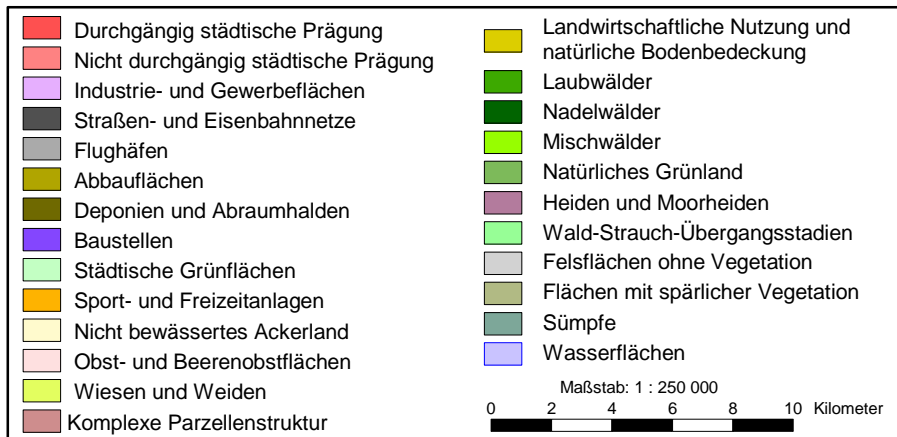 Durchgängig städtische Prägung
Nicht durchgängig städtische Prägung
Industrie- und Gewerbeflächen
Straßen- und Eisenbahnnetze
Flughäfen
Abbauflächen
Deponien und Abraumhalden
Baustellen
Städtische Grünflächen
Sport- und Freizeitanlagen
Nicht bewässertes Ackerland
Obst- und Beerenobstflächen
Wiesen und Weiden
Komplexe Parzellenstruktur
Landwirtschaftliche Nutzung und
natürliche Bodenbedeckung
Laubwälder
Nadelwälder
Mischwälder
Natürliches Grünland
Heiden und Moorheiden
Wald-Strauch-Übergangsstadien
Felsflächen ohne Vegetation
Flächen mit spärlicher Vegetation
Sümpfe
Wasserflächen
Maßstab: 1 : 250 000
0 2 4 6 8 10 Kilometer